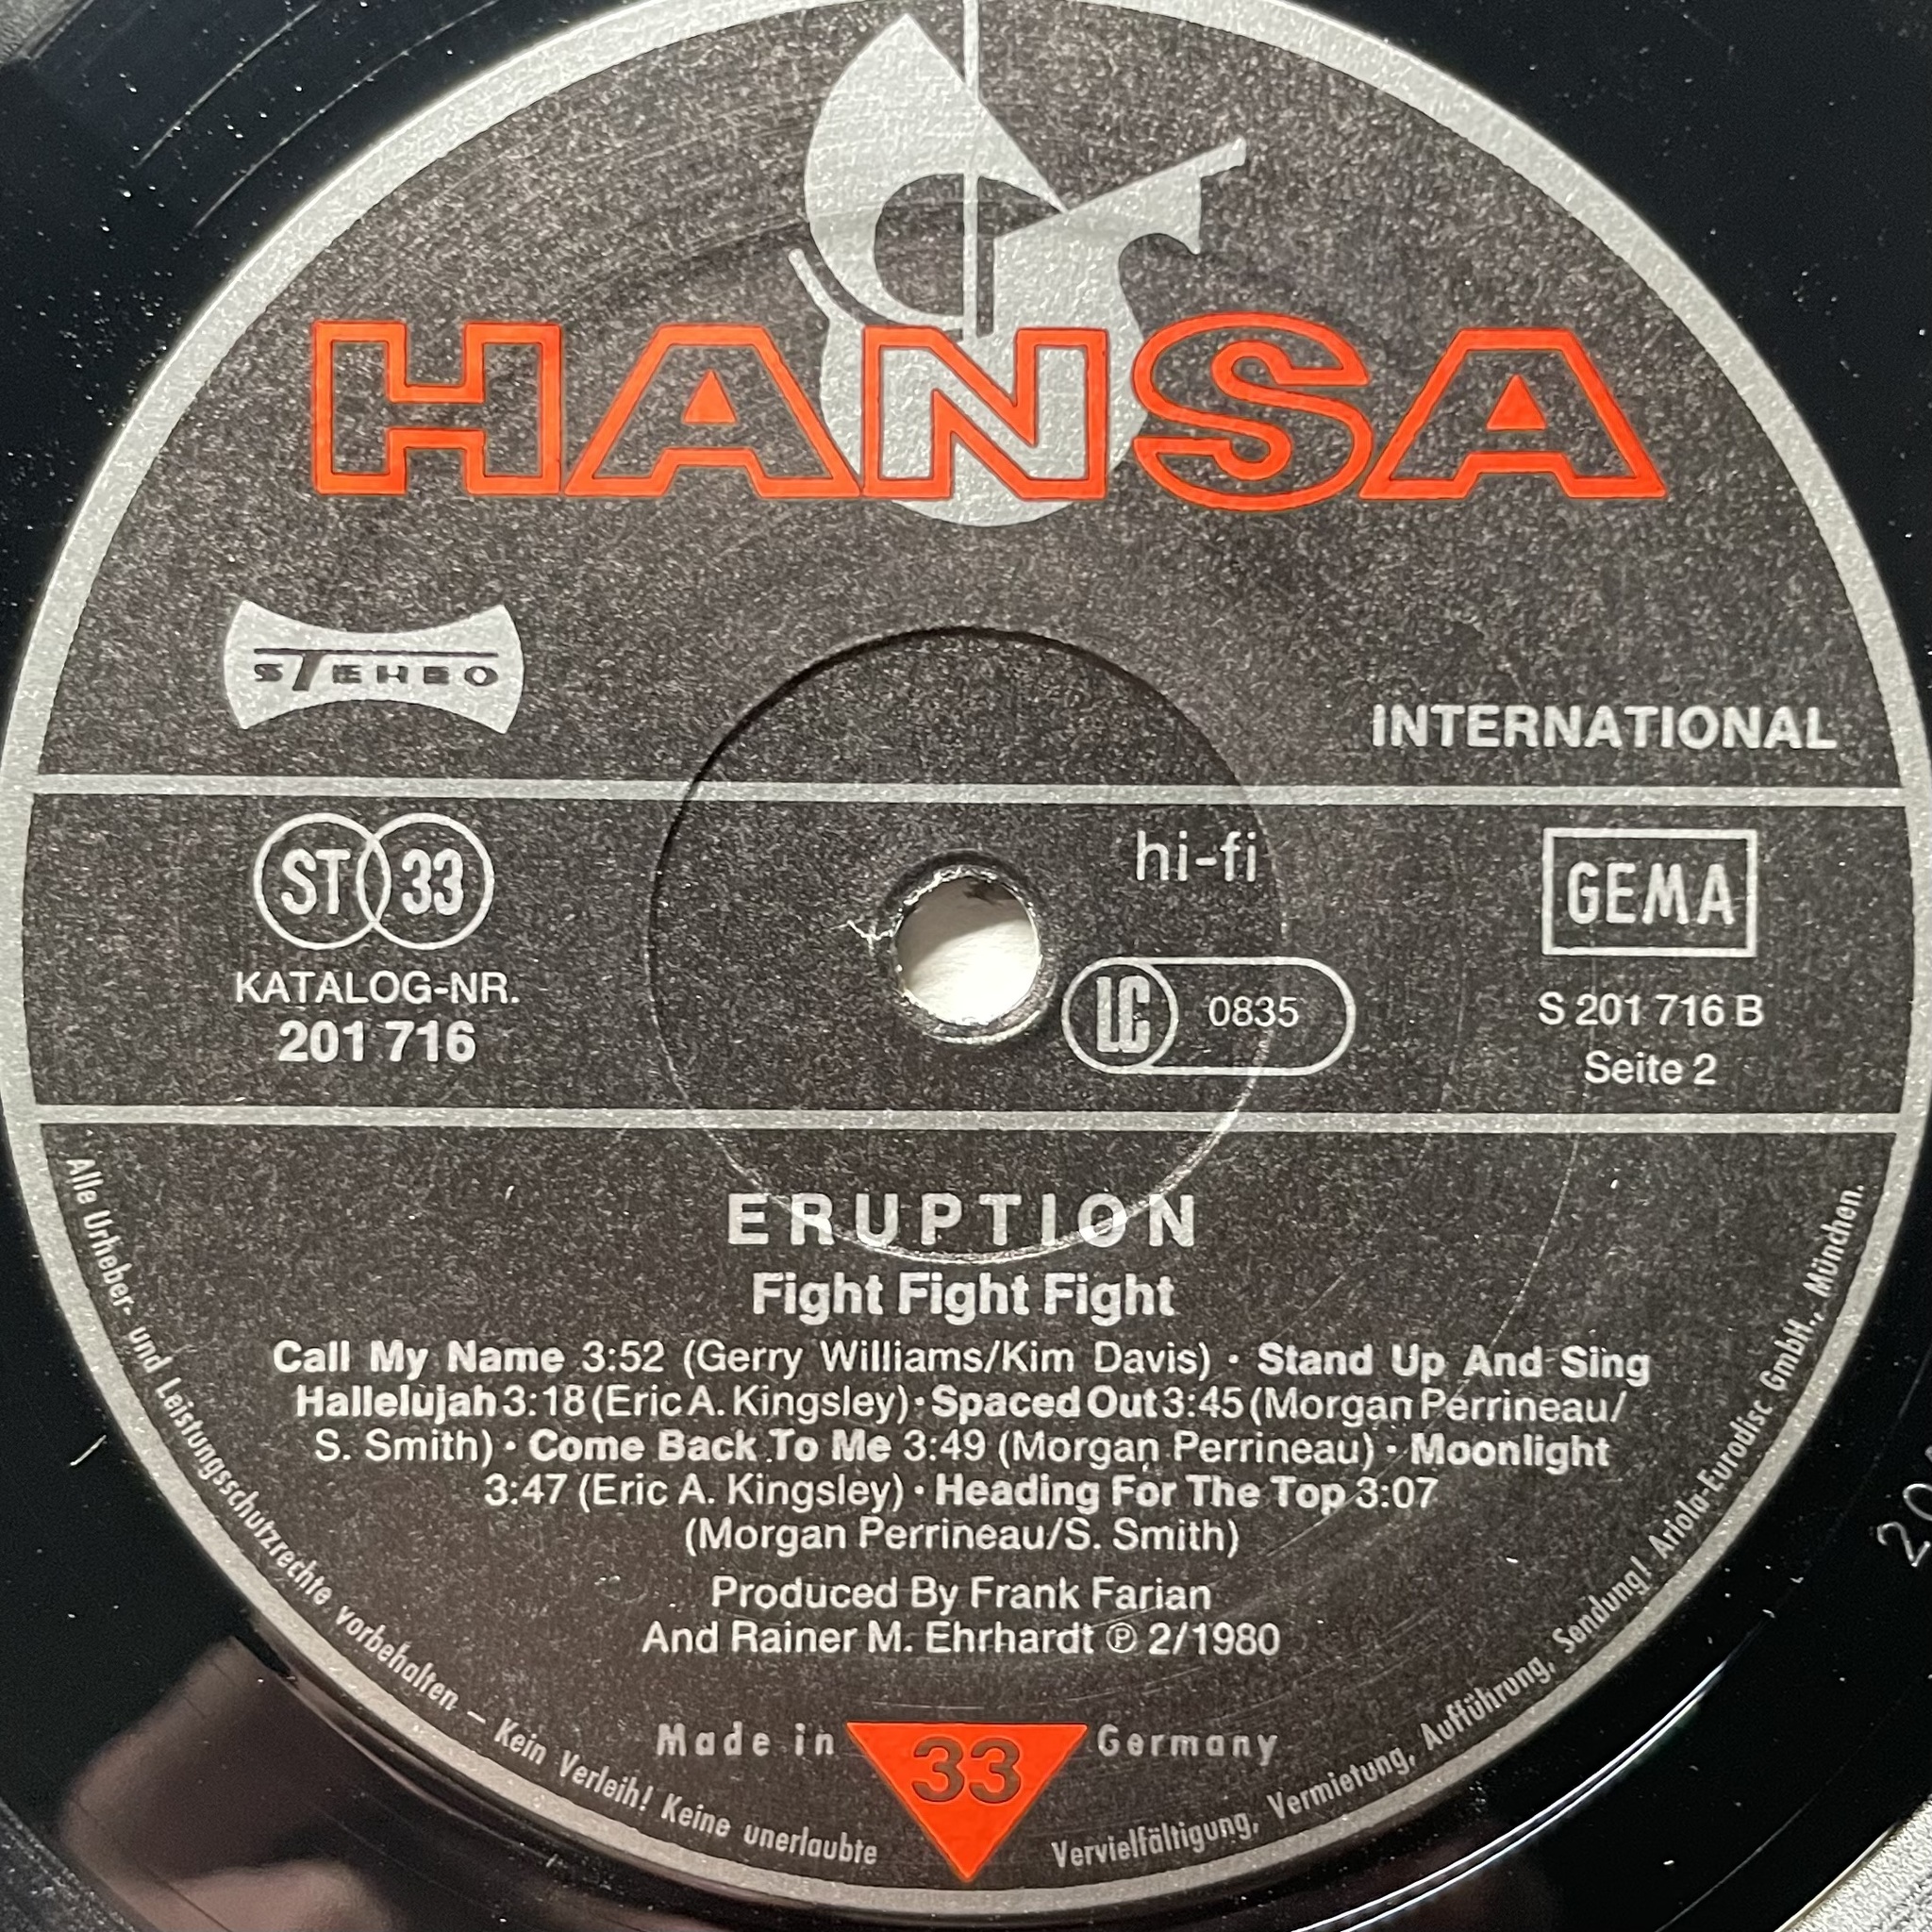 HANSA
STEREO
INTERNATIONAL
ST 33
hi-fi
GEMA
KATALOG-NR.
201 716
LC 0835
S 201 716 B
Seite 2
ERUPTION
Fight Fight Fight
Call My Name 3:52 (Gerry Williams/Kim Davis) · Stand Up And Sing
Hallelujah 3:18 (Eric A. Kingsley) · Spaced Out 3:45 (Morgan Perrineau/
S. Smith) · Come Back To Me 3:49 (Morgan Perrineau) · Moonlight
3:47 (Eric A. Kingsley) · Heading For The Top 3:07
(Morgan Perrineau/S. Smith)
Produced By Frank Farian
And Rainer M. Ehrhardt ℗ 2/1980
Made in 33 Germany
Alle Urheber- und Leistungsschutzrechte vorbehalten – Kein Verleih! Keine unerlaubte Vervielfältigung, Vermietung, Aufführung, Sendung! Ariola-Eurodisc GmbH., München.